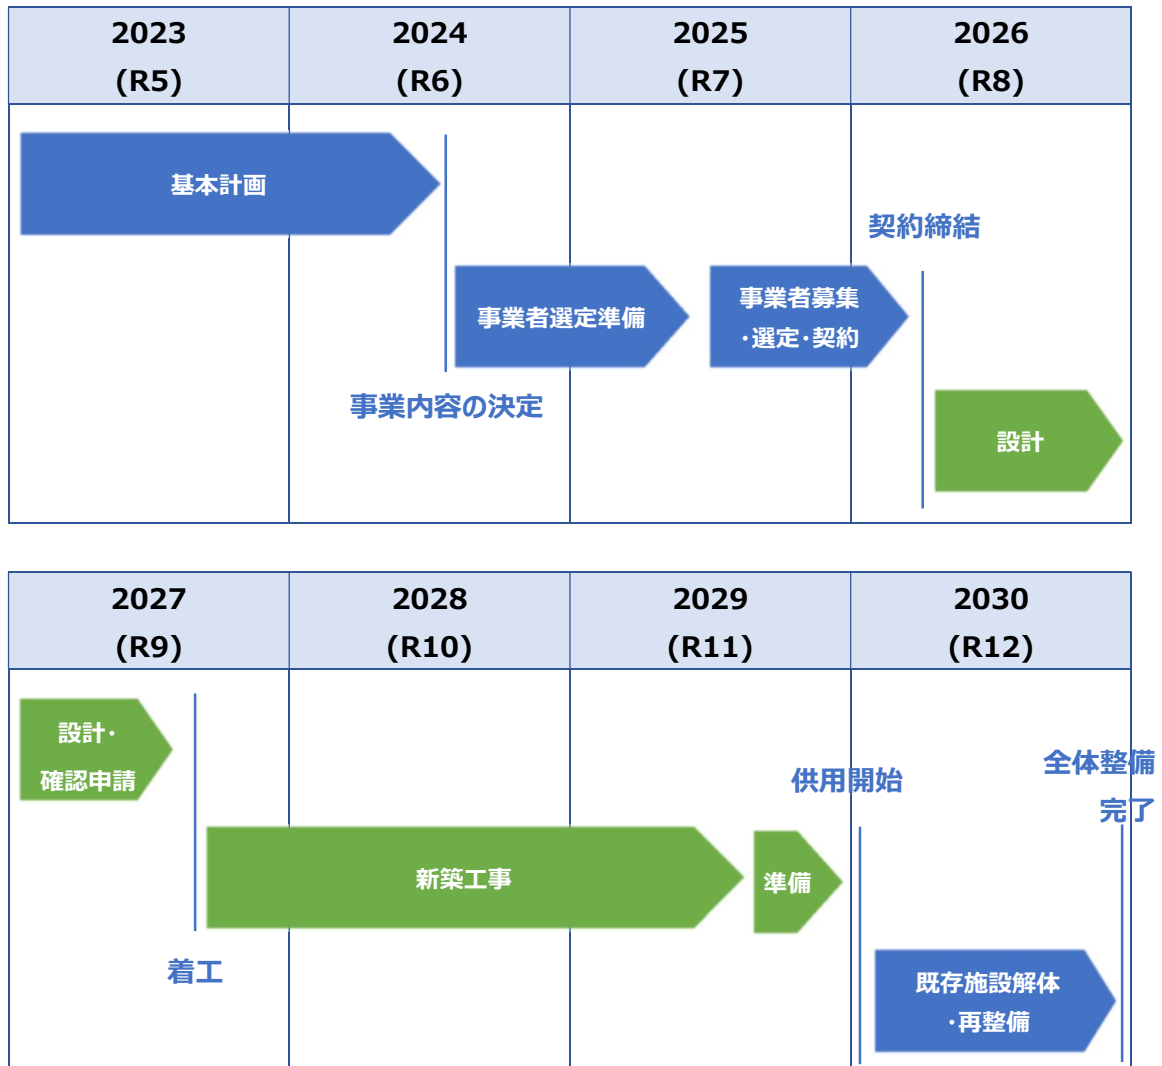 2023
(R5)
2024
(R6)
2025
(R7)
2026
(R8)
基本計画
契約締結
事業者選定準備
事業者募集
・選定・契約
事業内容の決定
設計
2027
(R9)
2028
(R10)
2029
(R11)
2030
(R12)
設計・
確認申請
供用開始
全体整備
完了
新築工事
準備
着工
既存施設解体
・再整備